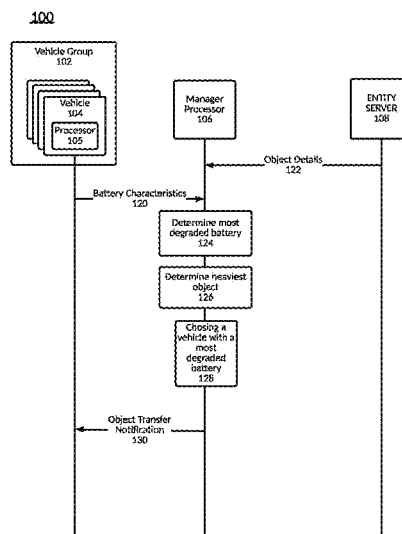 100
Vehicle Group
102
Vehicle
104
Processor
105
Manager
Processor
106
ENTITY
SERVER
108
Object Details
122
Battery Characteristics
120
Determine most
degraded battery
124
Determine heaviest
object
126
Chosing a
vehicle with a
most
degraded
battery
128
Object Transfer
Notification
130